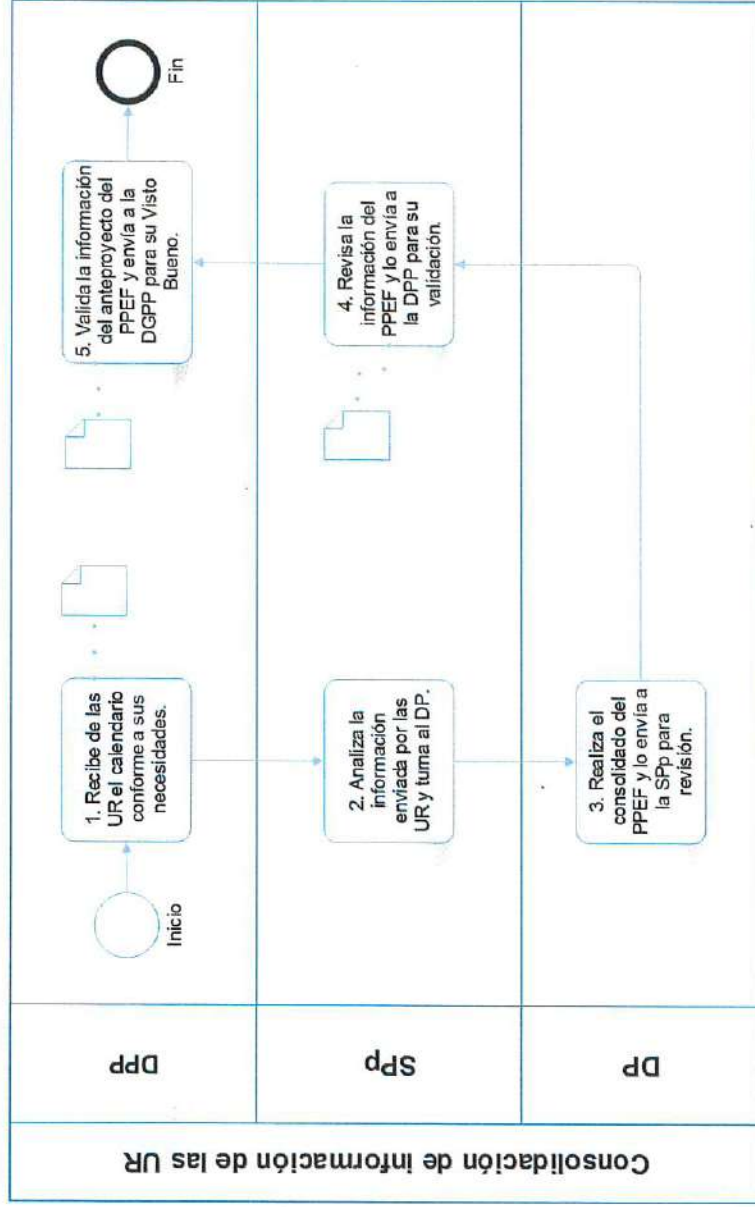 Consolidación de información de las UR
DPP
Inicio
1. Recibe de las
UR el calendario
conforme a sus
necesidades.
5. Valida la información
del anteproyecto del
PPEF y envía a la
DGPP para su Visto
Bueno.
Fin
SPp
2. Analiza la
información
enviada por las
UR y turna al DP.
4. Revisa la
información del
PPEF y lo envía a
la DPP para su
validación.
DP
3. Realiza el
consolidado del
PPEF y lo envía a
la SPp para
revisión.